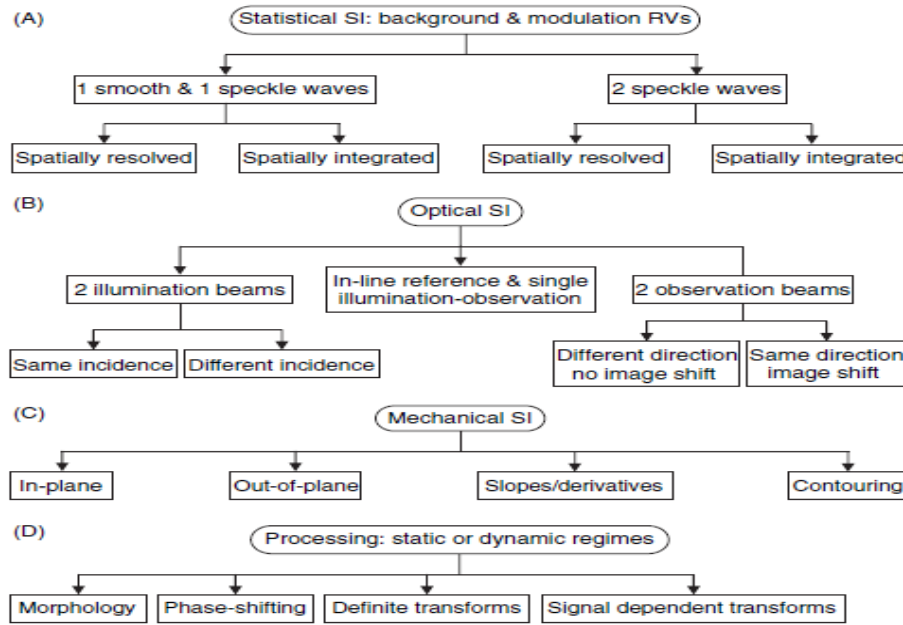 (A)
Statistical SI: background & modulation RVs
1 smooth & 1 speckle waves
2 speckle waves
Spatially resolved
Spatially integrated
Spatially resolved
Spatially integrated
(B)
Optical SI
2 illumination beams
In-line reference & single
illumination-observation
2 observation beams
Same incidence
Different incidence
Different direction
no image shift
Same direction
image shift
(C)
Mechanical SI
In-plane
Out-of-plane
Slopes/derivatives
Contouring
(D)
Processing: static or dynamic regimes
Morphology
Phase-shifting
Definite transforms
Signal dependent transforms